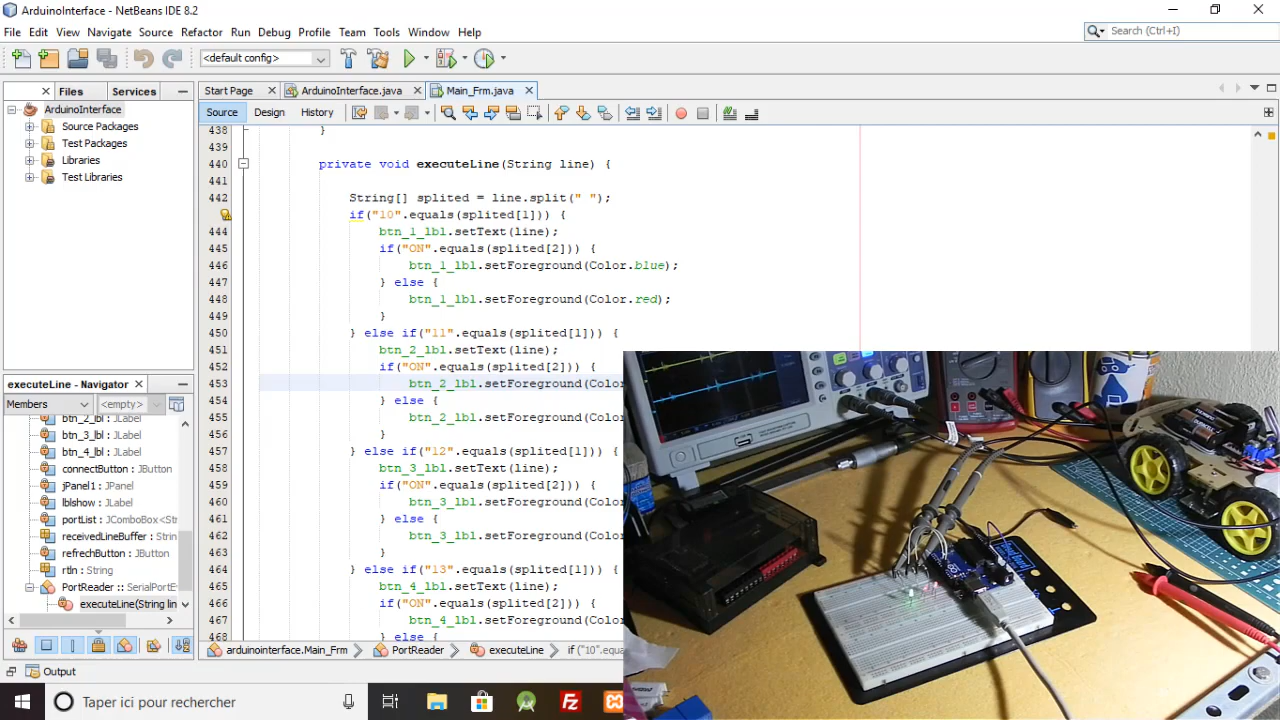 ArduinoInterface - NetBeans IDE 8.2
File Edit View Navigate Source Refactor Run Debug Profile Team Tools Window Help
Search (Ctrl+I)
<default config>
Files Services
Start Page ArduinoInterface.java Main_Frm.java
Source Design History
ArduinoInterface
Source Packages
Test Packages
Libraries
Test Libraries
438 }
439
440 private void executeLine(String line) {
441
442 String[] splited = line.split(" ");
if("10".equals(splited[1])) {
444 btn_1_lbl.setText(line);
445 if("ON".equals(splited[2])) {
446 btn_1_lbl.setForeground(Color.blue);
447 } else {
448 btn_1_lbl.setForeground(Color.red);
449 }
450 } else if("11".equals(splited[1])) {
451 btn_2_lbl.setText(line);
452 if("ON".equals(splited[2])) {
453 btn_2_lbl.setForeground(Colo
454 } else {
455 btn_2_lbl.setForeground(Colo
456 }
457 } else if("12".equals(splited[1])
458 btn_3_lbl.setText(line);
459 if("ON".equals(splited[2])) {
460 btn_3_lbl.setForeground(Colo
461 } else {
462 btn_3_lbl.setForeground(Colo
463 }
464 } else if("13".equals(splited[1])
465 btn_4_lbl.setText(line);
466 if("ON".equals(splited[2])) {
467 btn_4_lbl.setForeground(Colo
468 } else {
executeLine - Navigator
Members <empty>
btn_2_lbl : JLabel
btn_3_lbl : JLabel
btn_4_lbl : JLabel
connectButton : JButton
jPanel1 : JPanel
lblshow : JLabel
portList : JComboBox<Str
receivedLineBuffer : Strin
refrechButton : JButton
rtln : String
PortReader :: SerialPortE
executeLine(String lin
arduinointerface.Main_Frm PortReader executeLine if ("10".equa
Output
Taper ici pour rechercher
DURACELL